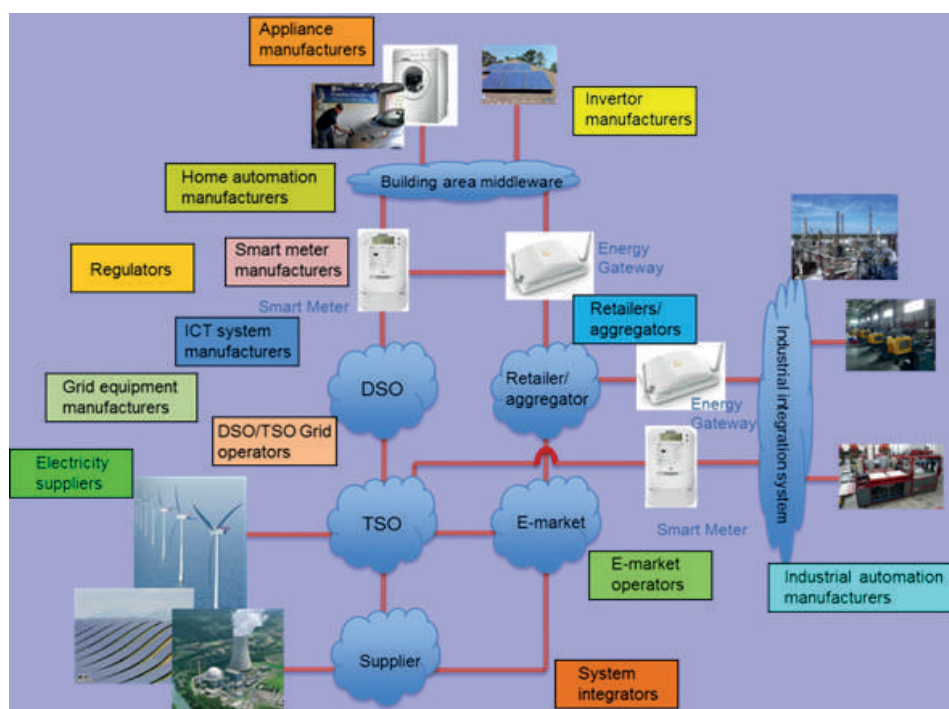 Appliance
manufacturers
Invertor
manufacturers
Building area middleware
Home automation
manufacturers
Regulators
Smart meter
manufacturers
Energy
Gateway
Smart Meter
Retailers/
aggregators
ICT system
manufacturers
Grid equipment
manufacturers
DSO
Retailer/
aggregator
Energy
Gateway
Industrial integration system
DSO/TSO Grid
operators
Electricity
suppliers
TSO
E-market
Smart Meter
E-market
operators
Industrial automation
manufacturers
Supplier
System
integrators